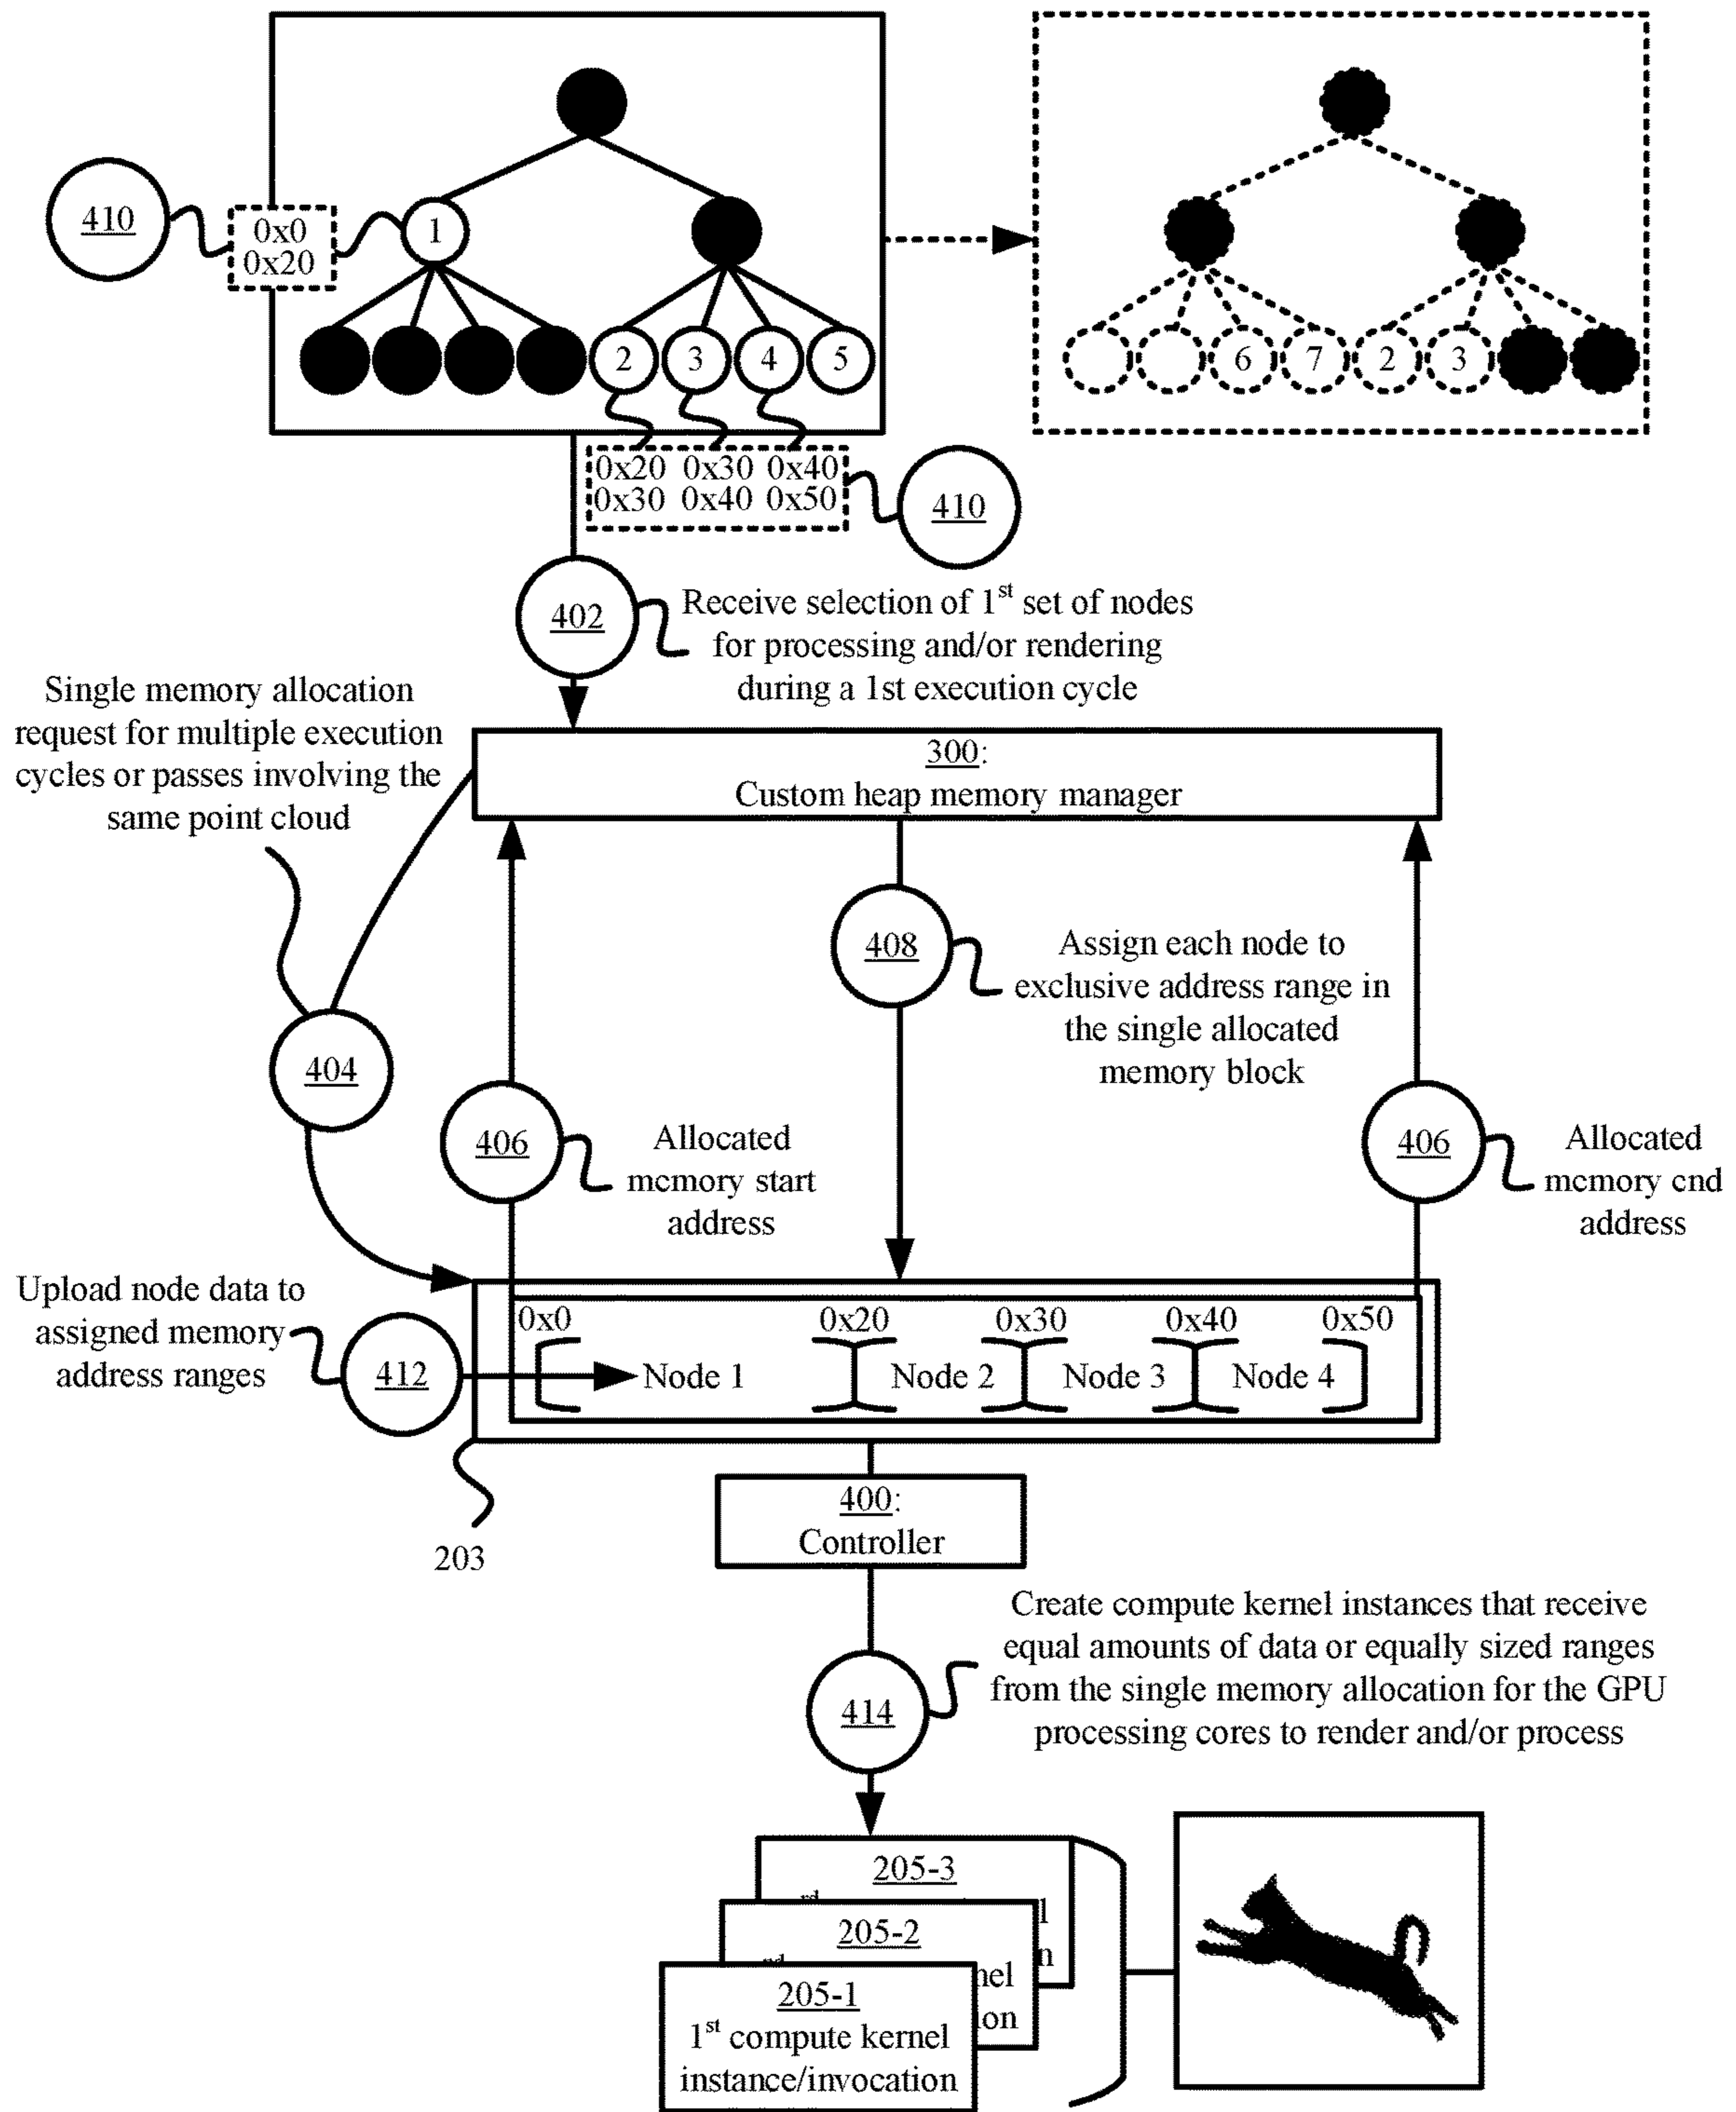 410
0x0
0x20
1
2
3
4
5
6
7
2
3
0x20 0x30 0x40
0x30 0x40 0x50
410
402
Receive selection of 1st set of nodes
for processing and/or rendering
during a 1st execution cycle
Single memory allocation
request for multiple execution
cycles or passes involving the
same point cloud
300:
Custom heap memory manager
408
Assign each node to
exclusive address range in
the single allocated
memory block
404
406
Allocated
memory start
address
406
Allocated
memory end
address
Upload node data to
assigned memory
address ranges
412
0x0 0x20 0x30 0x40 0x50
Node 1 Node 2 Node 3 Node 4
203
400:
Controller
Create compute kernel instances that receive
equal amounts of data or equally sized ranges
from the single memory allocation for the GPU
processing cores to render and/or process
414
205-3
205-2
205-1
1st compute kernel
instance/invocation